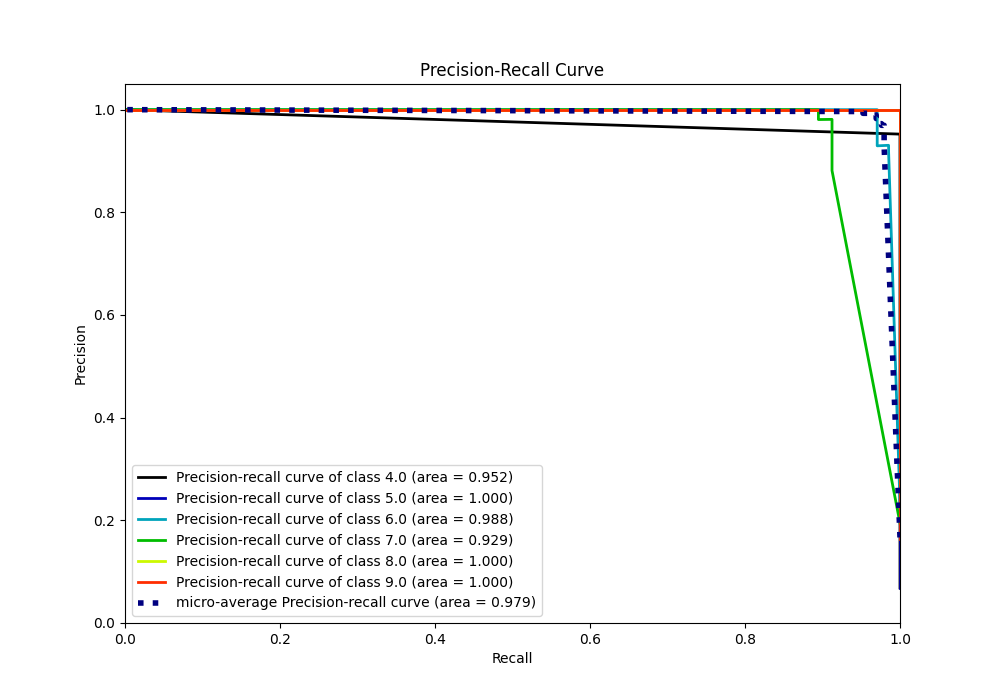 Precision-Recall Curve
1.0
0.8
0.6
0.4
0.2
0.0
Precision
Precision-recall curve of class 4.0 (area = 0.952)
Precision-recall curve of class 5.0 (area = 1.000)
Precision-recall curve of class 6.0 (area = 0.988)
Precision-recall curve of class 7.0 (area = 0.929)
Precision-recall curve of class 8.0 (area = 1.000)
Precision-recall curve of class 9.0 (area = 1.000)
micro-average Precision-recall curve (area = 0.979)
0.0 0.2 0.4 0.6 0.8 1.0
Recall